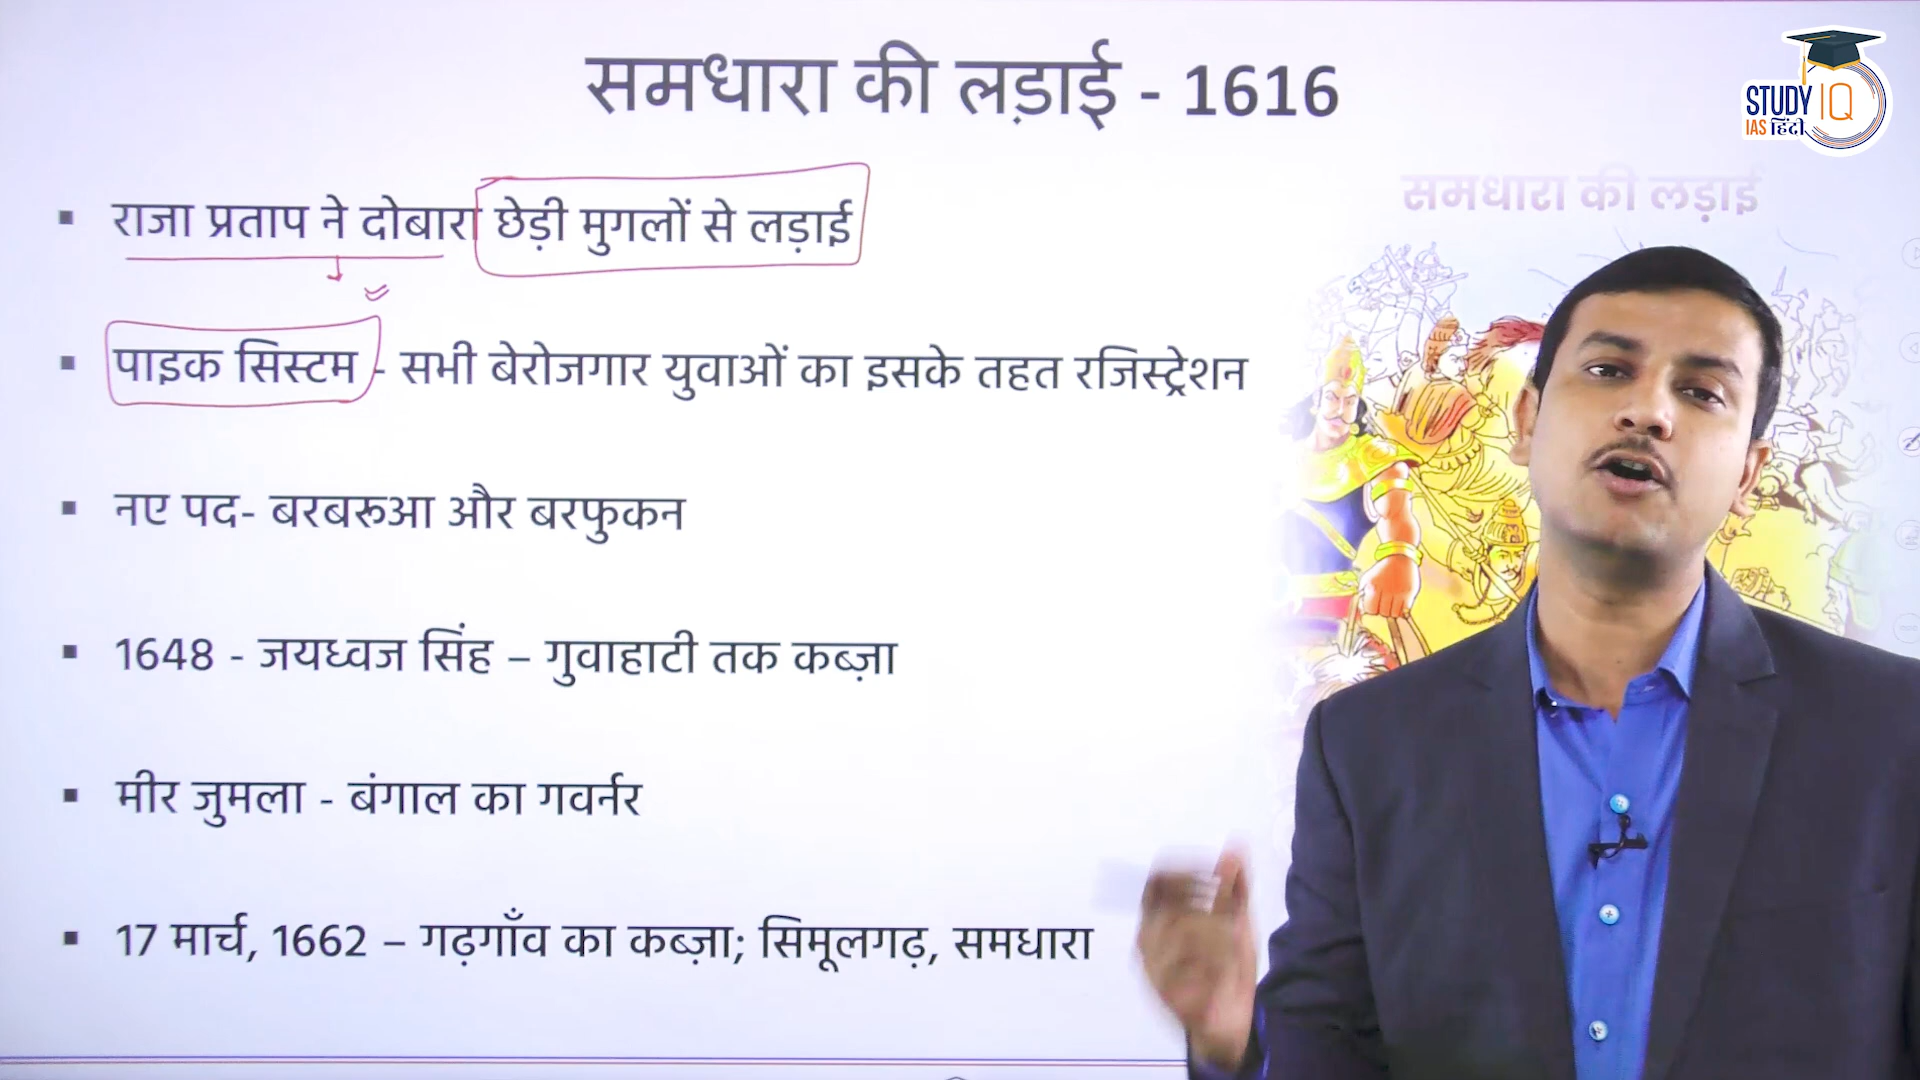 समधारा की लड़ाई - 1616
STUDY IQ
IAS हिंदी
समधारा की लड़ाई
▪ राजा प्रताप ने दोबारा छेड़ी मुगलों से लड़ाई
▪ पाइक सिस्टम - सभी बेरोजगार युवाओं का इसके तहत रजिस्ट्रेशन
▪ नए पद- बरबरूआ और बरफुकन
▪ 1648 - जयध्वज सिंह – गुवाहाटी तक कब्ज़ा
▪ मीर जुमला - बंगाल का गवर्नर
▪ 17 मार्च, 1662 – गढ़गाँव का कब्ज़ा; सिमूलगढ़, समधारा